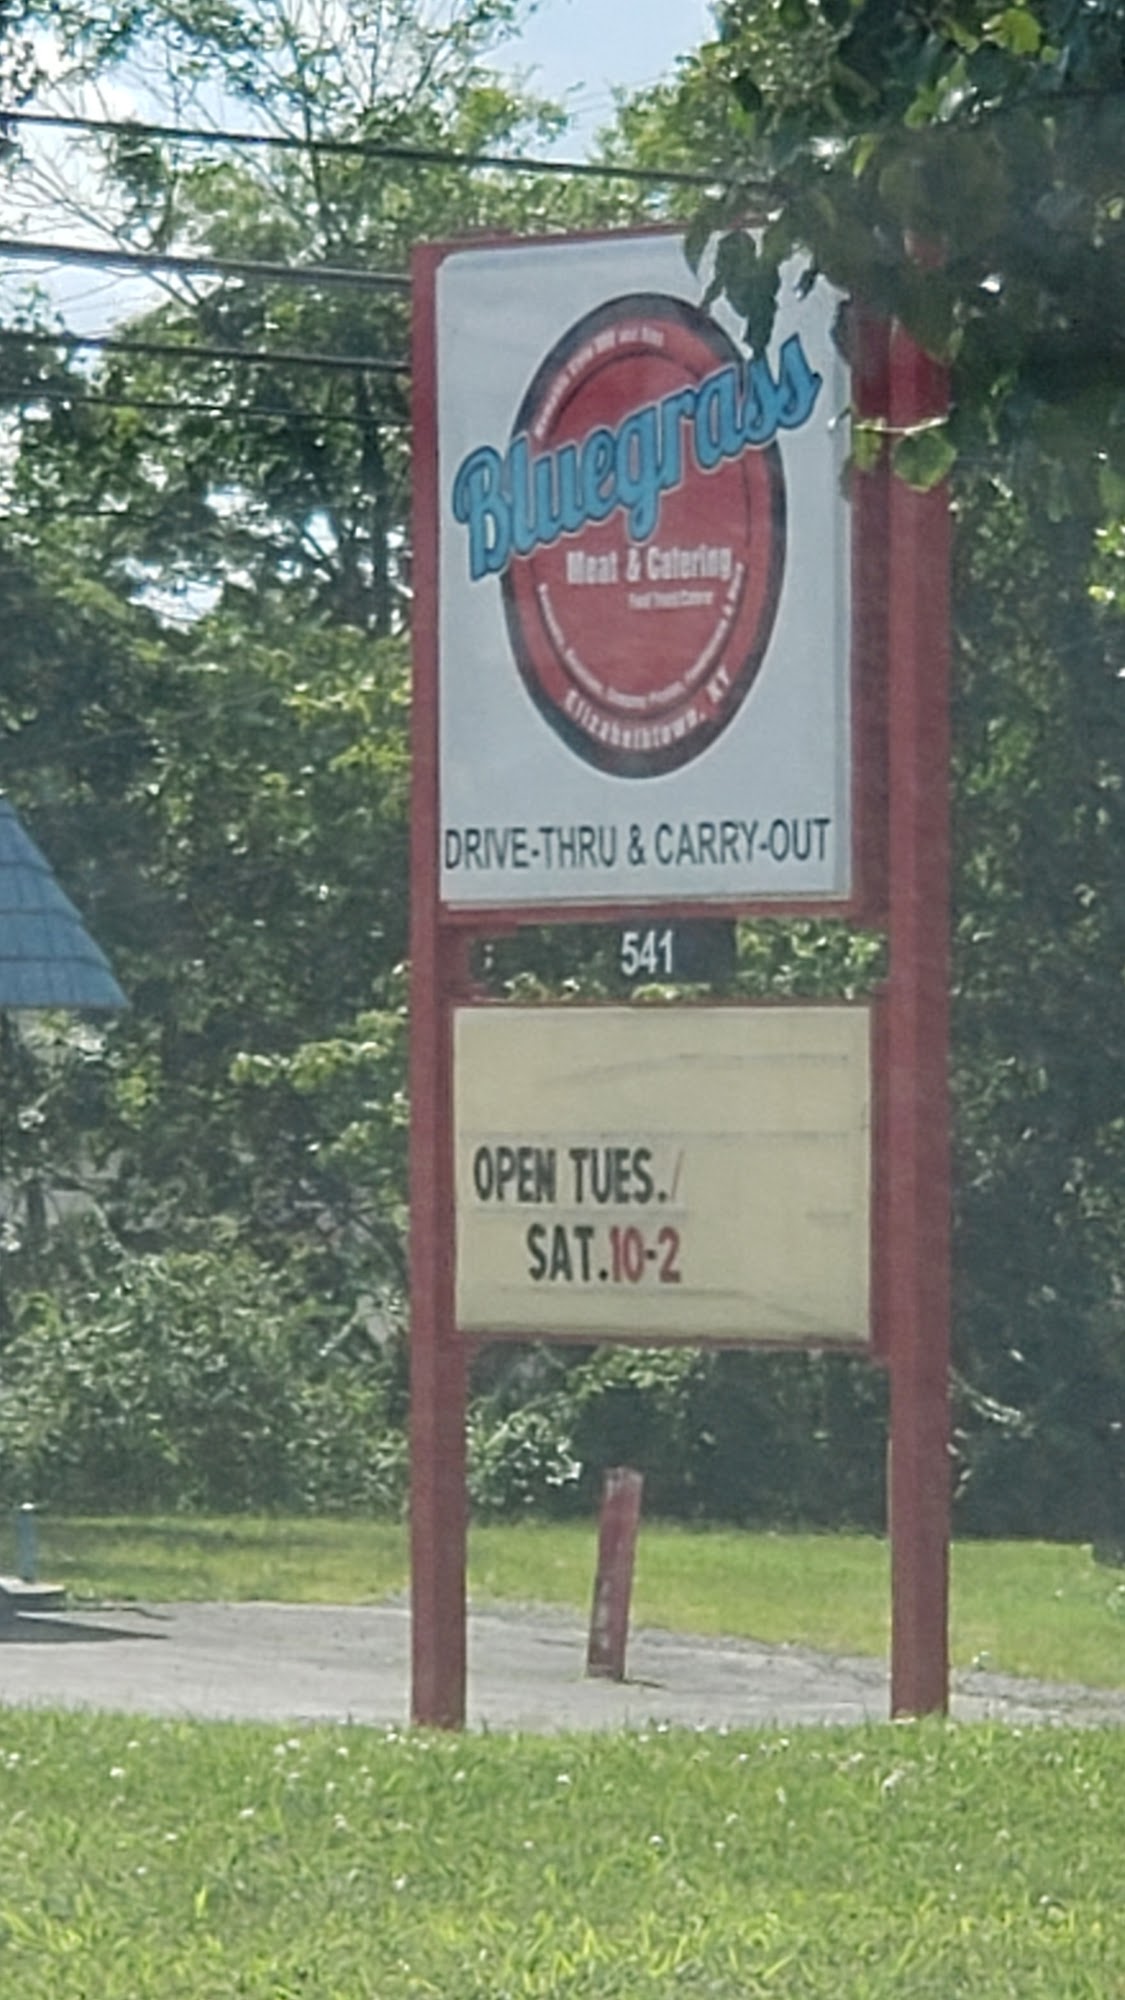 Bluegrass
Meat & Catering
Elizabethtown, KY
DRIVE-THRU & CARRY-OUT
541
OPEN TUES./
SAT.10-2